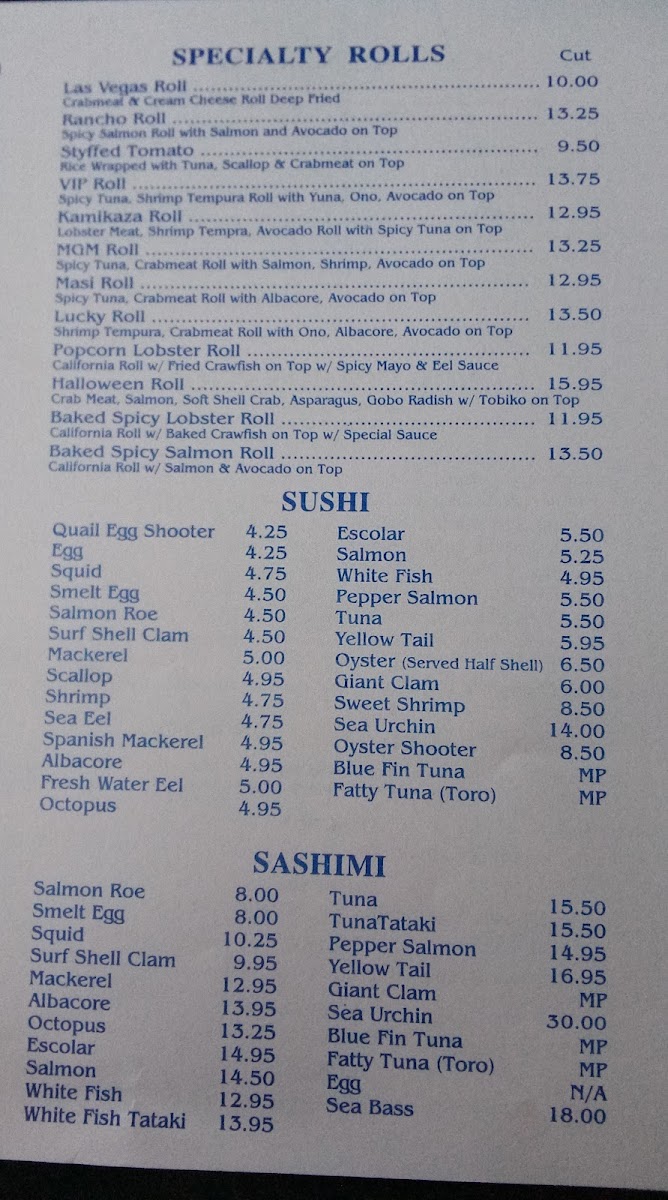 SPECIALTY ROLLS Cut
Las Vegas Roll 10.00
Crabmeat & Cream Cheese Roll Deep Fried
Rancho Roll 13.25
Spicy Salmon Roll with Salmon and Avocado on Top
Styffed Tomato 9.50
Rice Wrapped with Tuna, Scallop & Crabmeat on Top
VIP Roll 13.75
Spicy Tuna, Shrimp Tempura Roll with Yuna, Ono, Avocado on Top
Kamikaza Roll 12.95
Lobster Meat, Shrimp Tempra, Avocado Roll with Spicy Tuna on Top
MGM Roll 13.25
Spicy Tuna, Crabmeat Roll with Salmon, Shrimp, Avocado on Top
Masi Roll 12.95
Spicy Tuna, Crabmeat Roll with Albacore, Avocado on Top
Lucky Roll 13.50
Shrimp Tempura, Crabmeat Roll with Ono, Albacore, Avocado on Top
Popcorn Lobster Roll 11.95
California Roll w/ Fried Crawfish on Top w/ Spicy Mayo & Eel Sauce
Halloween Roll 15.95
Crab Meat, Salmon, Soft Shell Crab, Asparagus, Gobo Radish w/ Tobiko on Top
Baked Spicy Lobster Roll 11.95
California Roll w/ Baked Crawfish on Top w/ Special Sauce
Baked Spicy Salmon Roll 13.50
California Roll w/ Salmon & Avocado on Top
SUSHI
Quail Egg Shooter 4.25
Egg 4.25
Squid 4.75
Smelt Egg 4.50
Salmon Roe 4.50
Surf Shell Clam 4.50
Mackerel 5.00
Scallop 4.95
Shrimp 4.75
Sea Eel 4.75
Spanish Mackerel 4.95
Albacore 4.95
Fresh Water Eel 5.00
Octopus 4.95
Escolar 5.50
Salmon 5.25
White Fish 4.95
Pepper Salmon 5.50
Tuna 5.50
Yellow Tail 5.95
Oyster (Served Half Shell) 6.50
Giant Clam 6.00
Sweet Shrimp 8.50
Sea Urchin 14.00
Oyster Shooter 8.50
Blue Fin Tuna MP
Fatty Tuna (Toro) MP
SASHIMI
Salmon Roe 8.00
Smelt Egg 8.00
Squid 10.25
Surf Shell Clam 9.95
Mackerel 12.95
Albacore 13.95
Octopus 13.25
Escolar 14.95
Salmon 14.50
White Fish 12.95
White Fish Tataki 13.95
Tuna 15.50
TunaTataki 15.50
Pepper Salmon 14.95
Yellow Tail 16.95
Giant Clam MP
Sea Urchin 30.00
Blue Fin Tuna MP
Fatty Tuna (Toro) MP
Egg N/A
Sea Bass 18.00